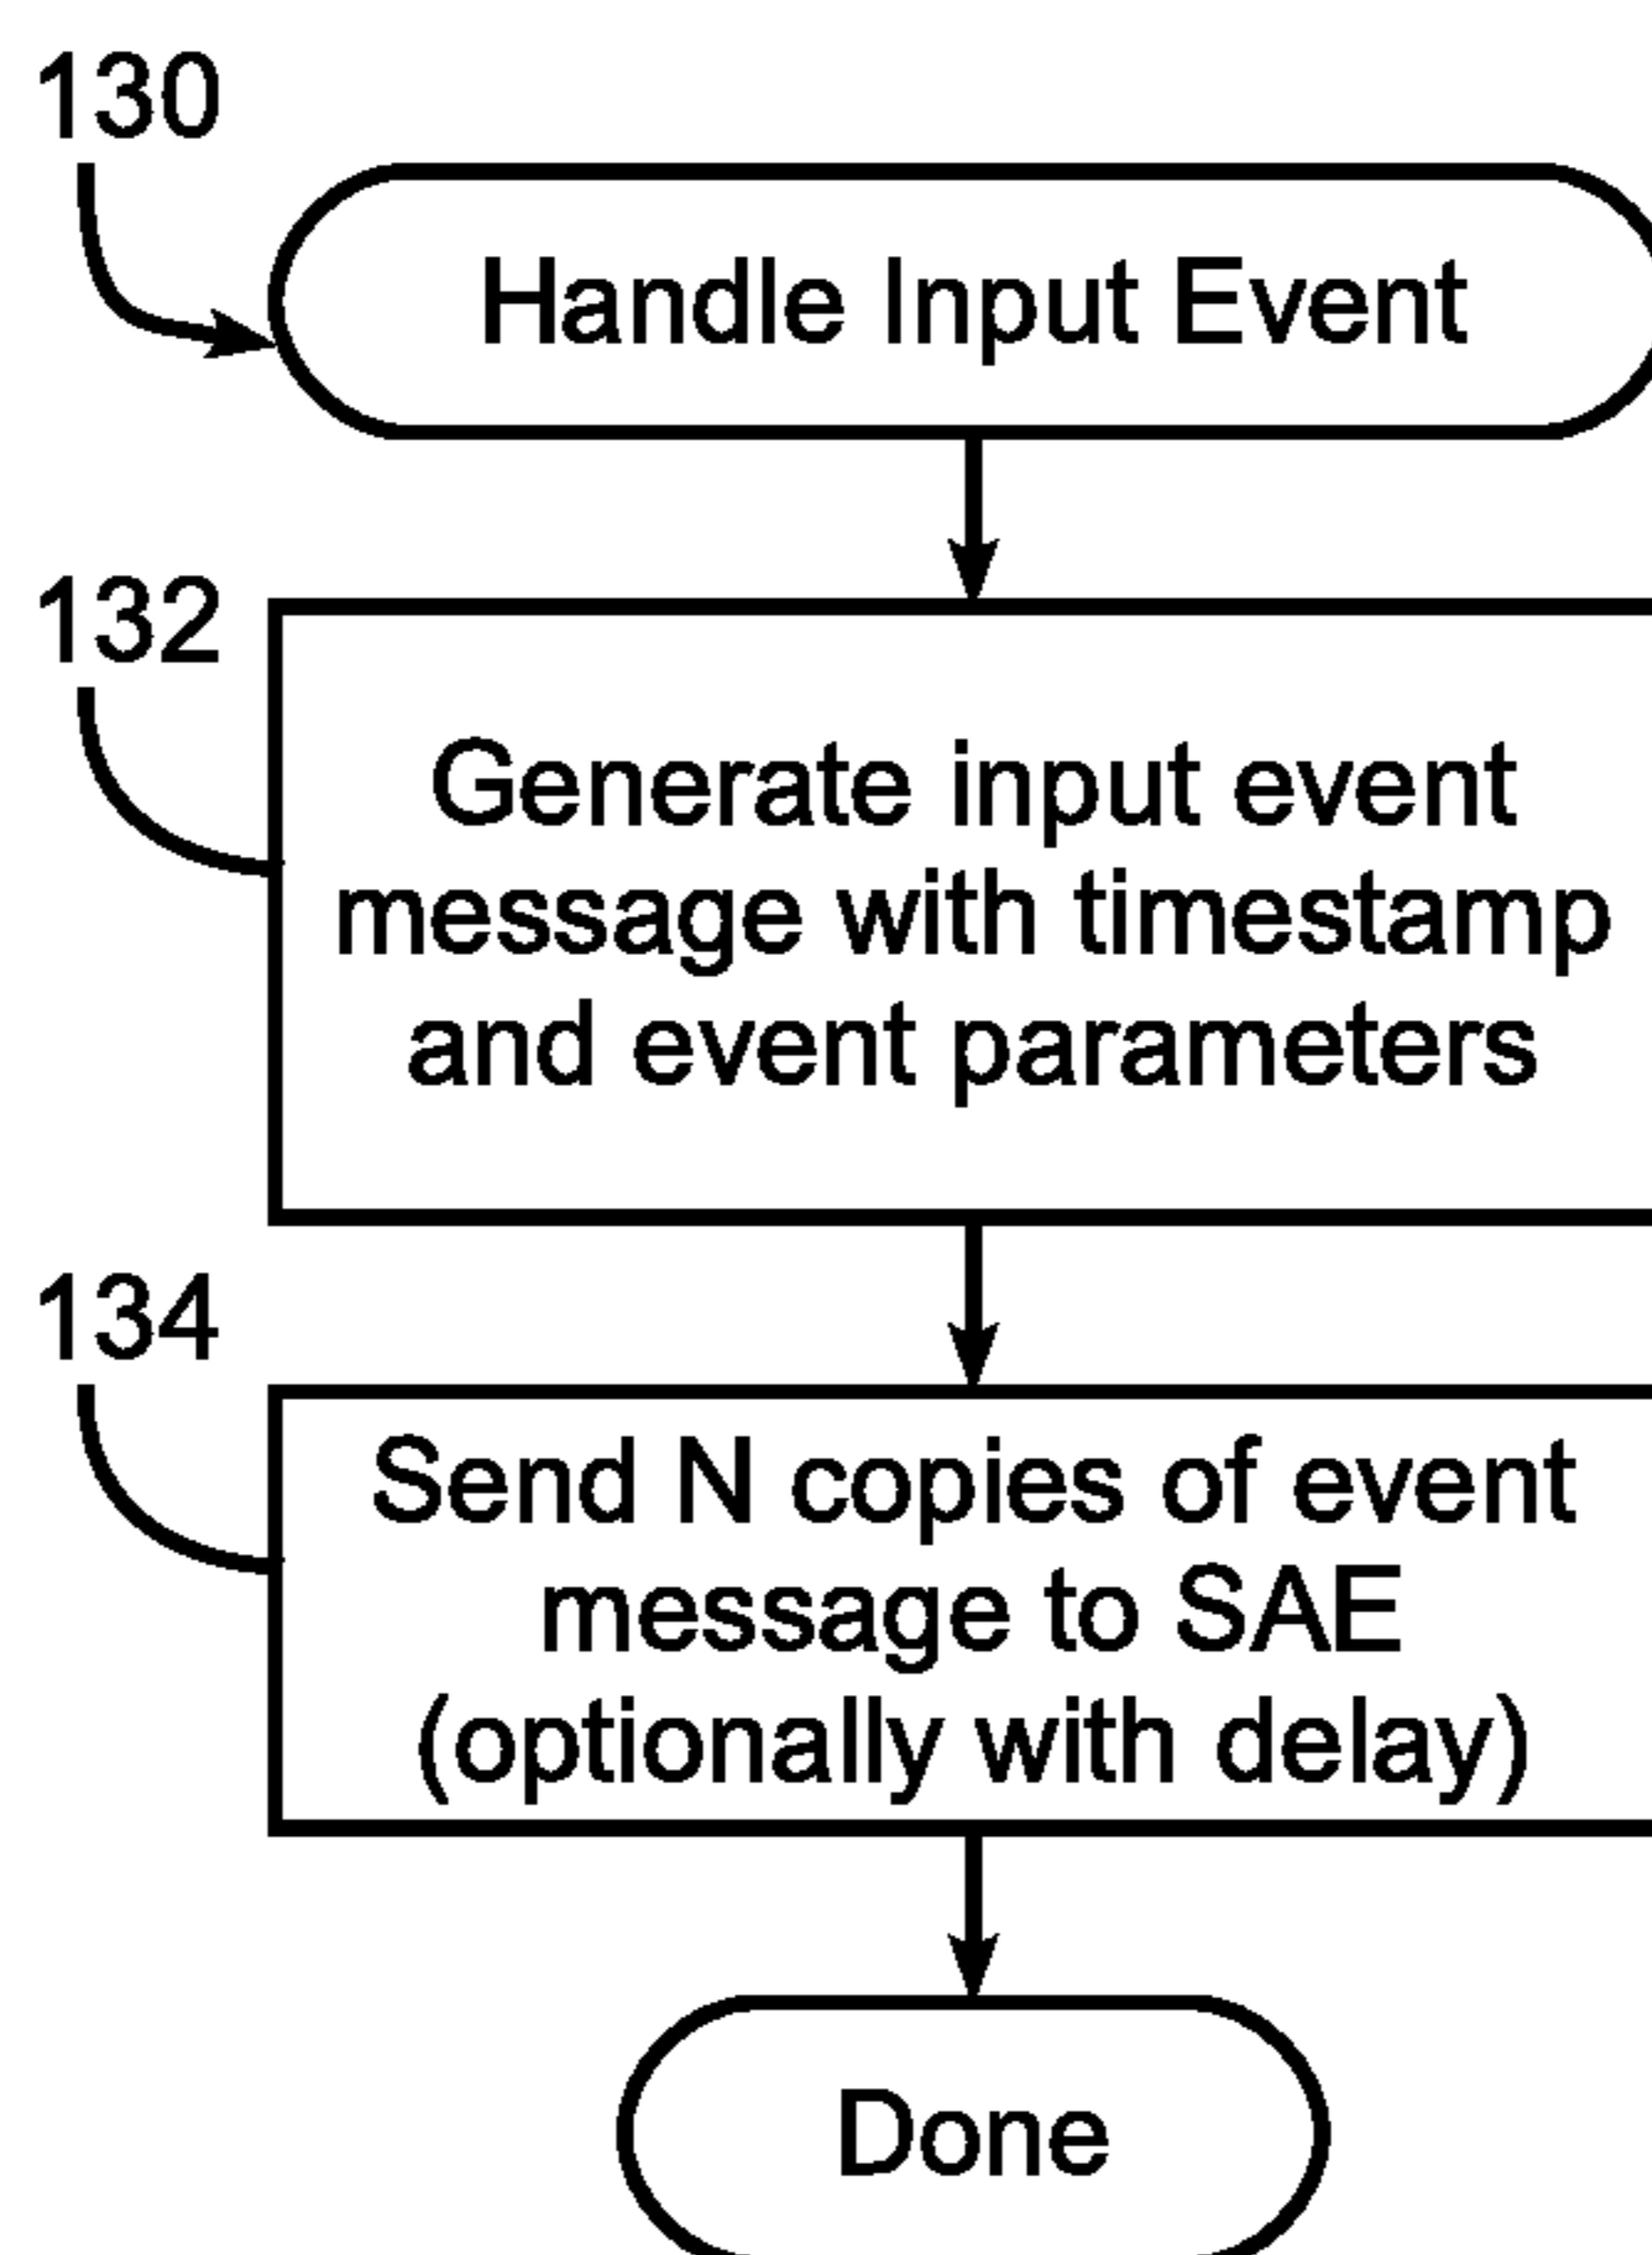 130
Handle Input Event
132
Generate input event
message with timestamp
and event parameters
134
Send N copies of event
message to SAE
(optionally with delay)
Done